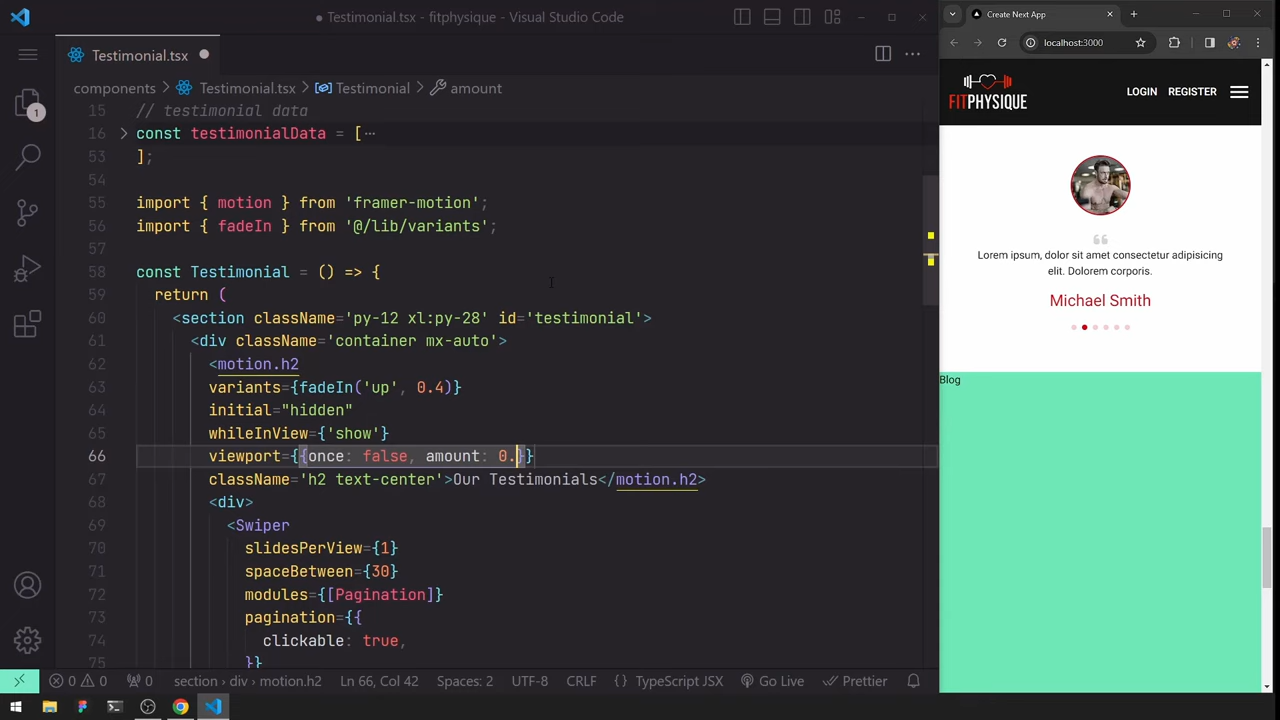 Testimonial.tsx - fitphysique - Visual Studio Code
Testimonial.tsx
components > Testimonial.tsx > Testimonial > amount
15 // testimonial data
16 const testimonialData = [⋯
53 ];
54
55 import { motion } from 'framer-motion';
56 import { fadeIn } from '@/lib/variants';
57
58 const Testimonial = () => {
59 return (
60 <section className='py-12 xl:py-28' id='testimonial'>
61 <div className='container mx-auto'>
62 <motion.h2
63 variants={fadeIn('up', 0.4)}
64 initial="hidden"
65 whileInView={'show'}
66 viewport={{once: false, amount: 0.}}
67 className='h2 text-center'>Our Testimonials</motion.h2>
68 <div>
69 <Swiper
70 slidesPerView={1}
71 spaceBetween={30}
72 modules={[Pagination]}
73 pagination={{
74 clickable: true,
75 }}
1
0 0 0 section > div > motion.h2 Ln 66, Col 42 Spaces: 2 UTF-8 CRLF {} TypeScript JSX Go Live Prettier
Create Next App
localhost:3000
FITPHYSIQUE
LOGIN REGISTER
Lorem ipsum, dolor sit amet consectetur adipisicing
elit. Dolorem corporis.
Michael Smith
Blog